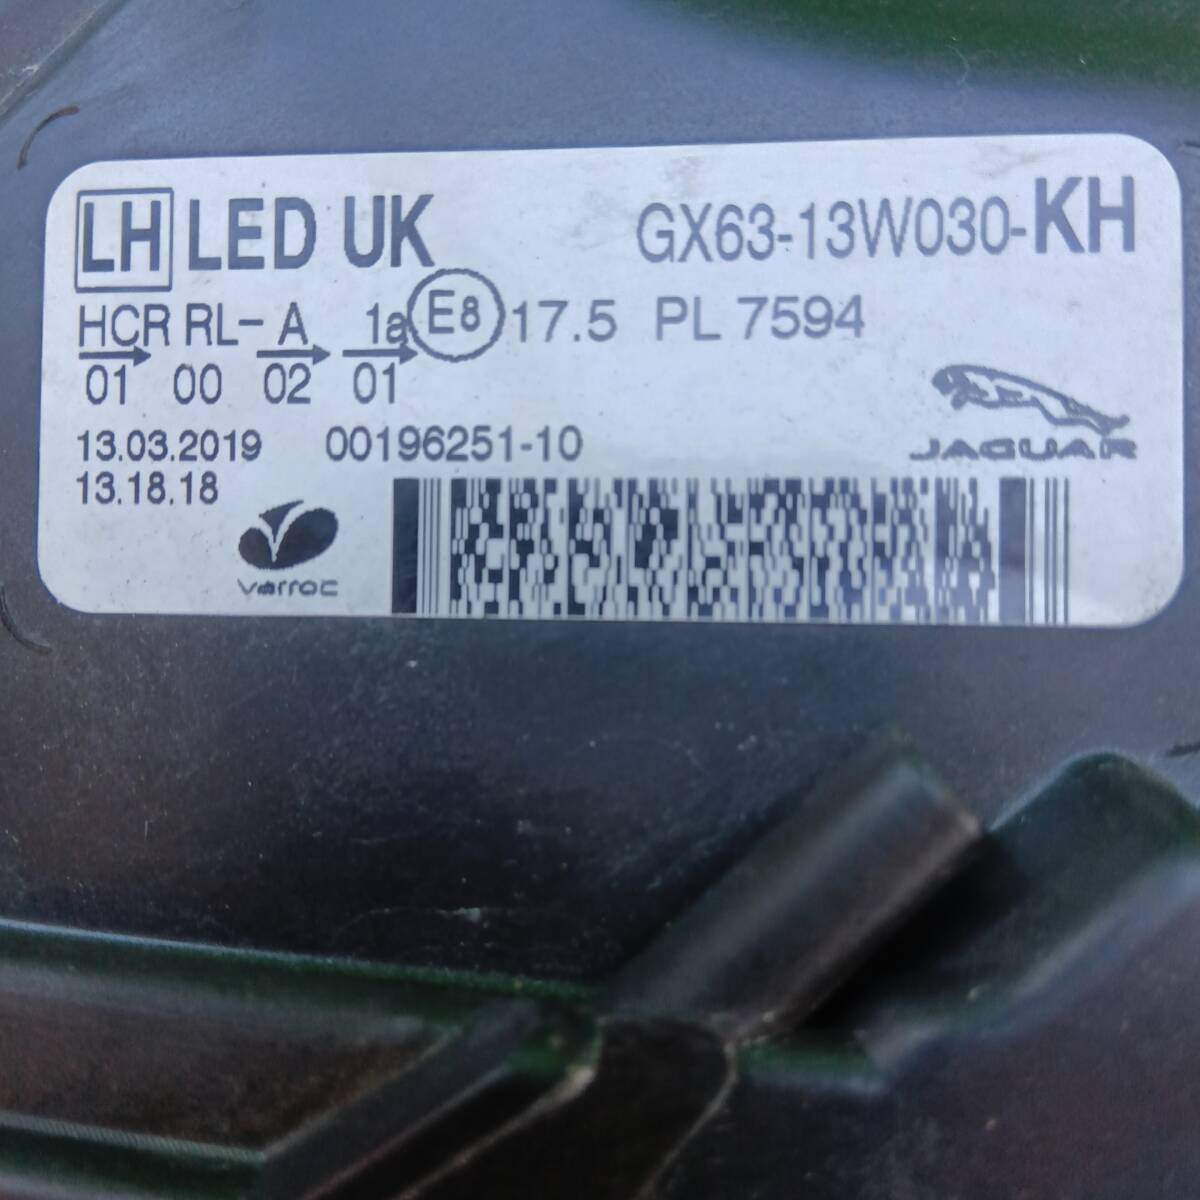 LH LED UK GX63-13W030-KH
HCR RL- A 1a E8 17.5 PL 7594
01 00 02 01
13.03.2019 00196251-10
13.18.18
JAGUAR
varroc